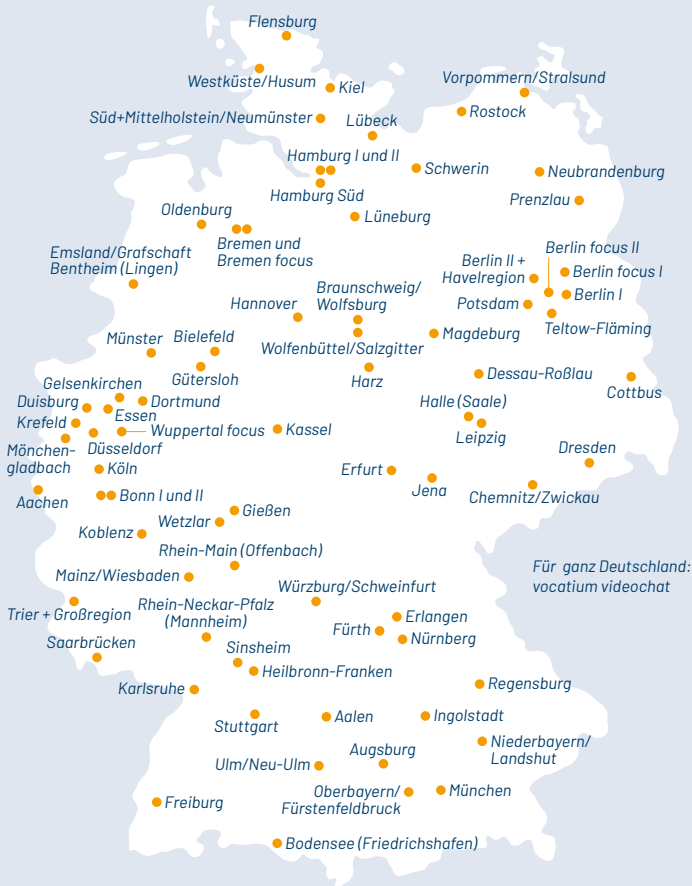 Flensburg
Westküste/Husum
Kiel
Vorpommern/Stralsund
Süd+Mittelholstein/Neumünster
Lübeck
Rostock
Hamburg I und II
Schwerin
Neubrandenburg
Hamburg Süd
Prenzlau
Oldenburg
Lüneburg
Bremen und
Bremen focus
Emsland/Grafschaft
Bentheim (Lingen)
Berlin focus II
Berlin II +
Havelregion
Berlin focus I
Berlin I
Braunschweig/
Wolfsburg
Hannover
Potsdam
Teltow-Fläming
Münster
Bielefeld
Wolfenbüttel/Salzgitter
Magdeburg
Gütersloh
Harz
Dessau-Roßlau
Cottbus
Gelsenkirchen
Duisburg
Dortmund
Essen
Halle (Saale)
Krefeld
Wuppertal focus
Kassel
Leipzig
Mönchen-
gladbach
Düsseldorf
Köln
Dresden
Erfurt
Jena
Chemnitz/Zwickau
Aachen
Bonn I und II
Gießen
Wetzlar
Koblenz
Rhein-Main (Offenbach)
Für ganz Deutschland:
vocatium videochat
Mainz/Wiesbaden
Würzburg/Schweinfurt
Trier + Großregion
Rhein-Neckar-Pfalz
(Mannheim)
Erlangen
Fürth
Nürnberg
Saarbrücken
Sinsheim
Heilbronn-Franken
Karlsruhe
Regensburg
Stuttgart
Aalen
Ingolstadt
Niederbayern/
Landshut
Augsburg
Ulm/Neu-Ulm
Oberbayern/
Fürstenfeldbruck
München
Freiburg
Bodensee (Friedrichshafen)